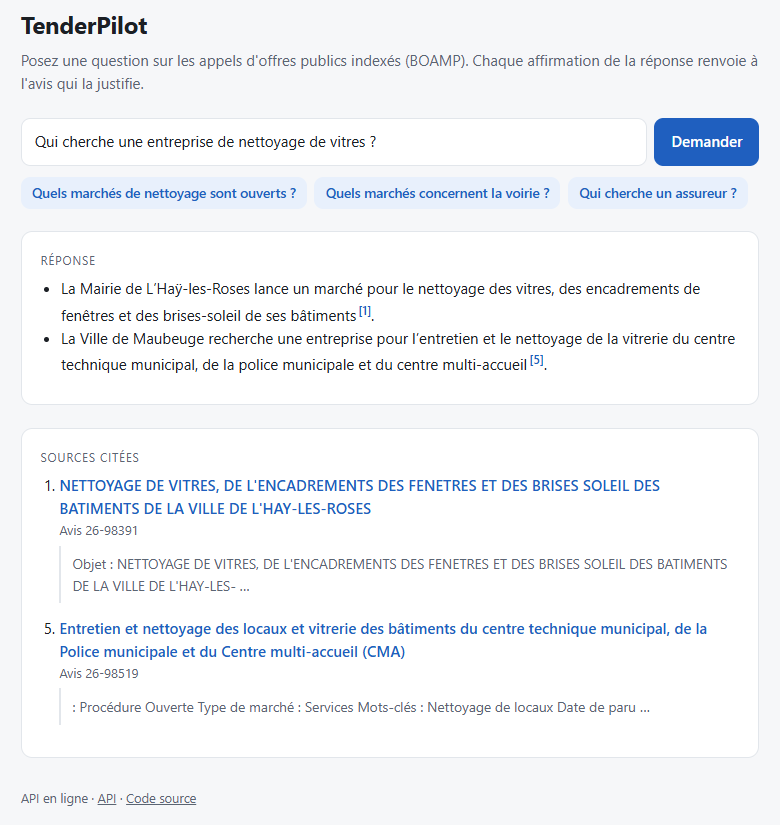 TenderPilot
Posez une question sur les appels d'offres publics indexés (BOAMP). Chaque affirmation de la réponse renvoie à
l'avis qui la justifie.
Qui cherche une entreprise de nettoyage de vitres ?
Demander
Quels marchés de nettoyage sont ouverts ?
Quels marchés concernent la voirie ?
Qui cherche un assureur ?
RÉPONSE
• La Mairie de L’Haÿ-les-Roses lance un marché pour le nettoyage des vitres, des encadrements de
fenêtres et des brises-soleil de ses bâtiments [1].
• La Ville de Maubeuge recherche une entreprise pour l’entretien et le nettoyage de la vitrerie du centre
technique municipal, de la police municipale et du centre multi-accueil [5].
SOURCES CITÉES
1. NETTOYAGE DE VITRES, DE L'ENCADREMENTS DES FENETRES ET DES BRISES SOLEIL DES
BATIMENTS DE LA VILLE DE L'HAY-LES-ROSES
Avis 26-98391
Objet : NETTOYAGE DE VITRES, DE L'ENCADREMENTS DES FENETRES ET DES BRISES SOLEIL DES BATIMENTS
DE LA VILLE DE L'HAY-LES- ...
5. Entretien et nettoyage des locaux et vitrerie des bâtiments du centre technique municipal, de la
Police municipale et du Centre multi-accueil (CMA)
Avis 26-98519
: Procédure Ouverte Type de marché : Services Mots-clés : Nettoyage de locaux Date de paru ...
API en ligne · API · Code source